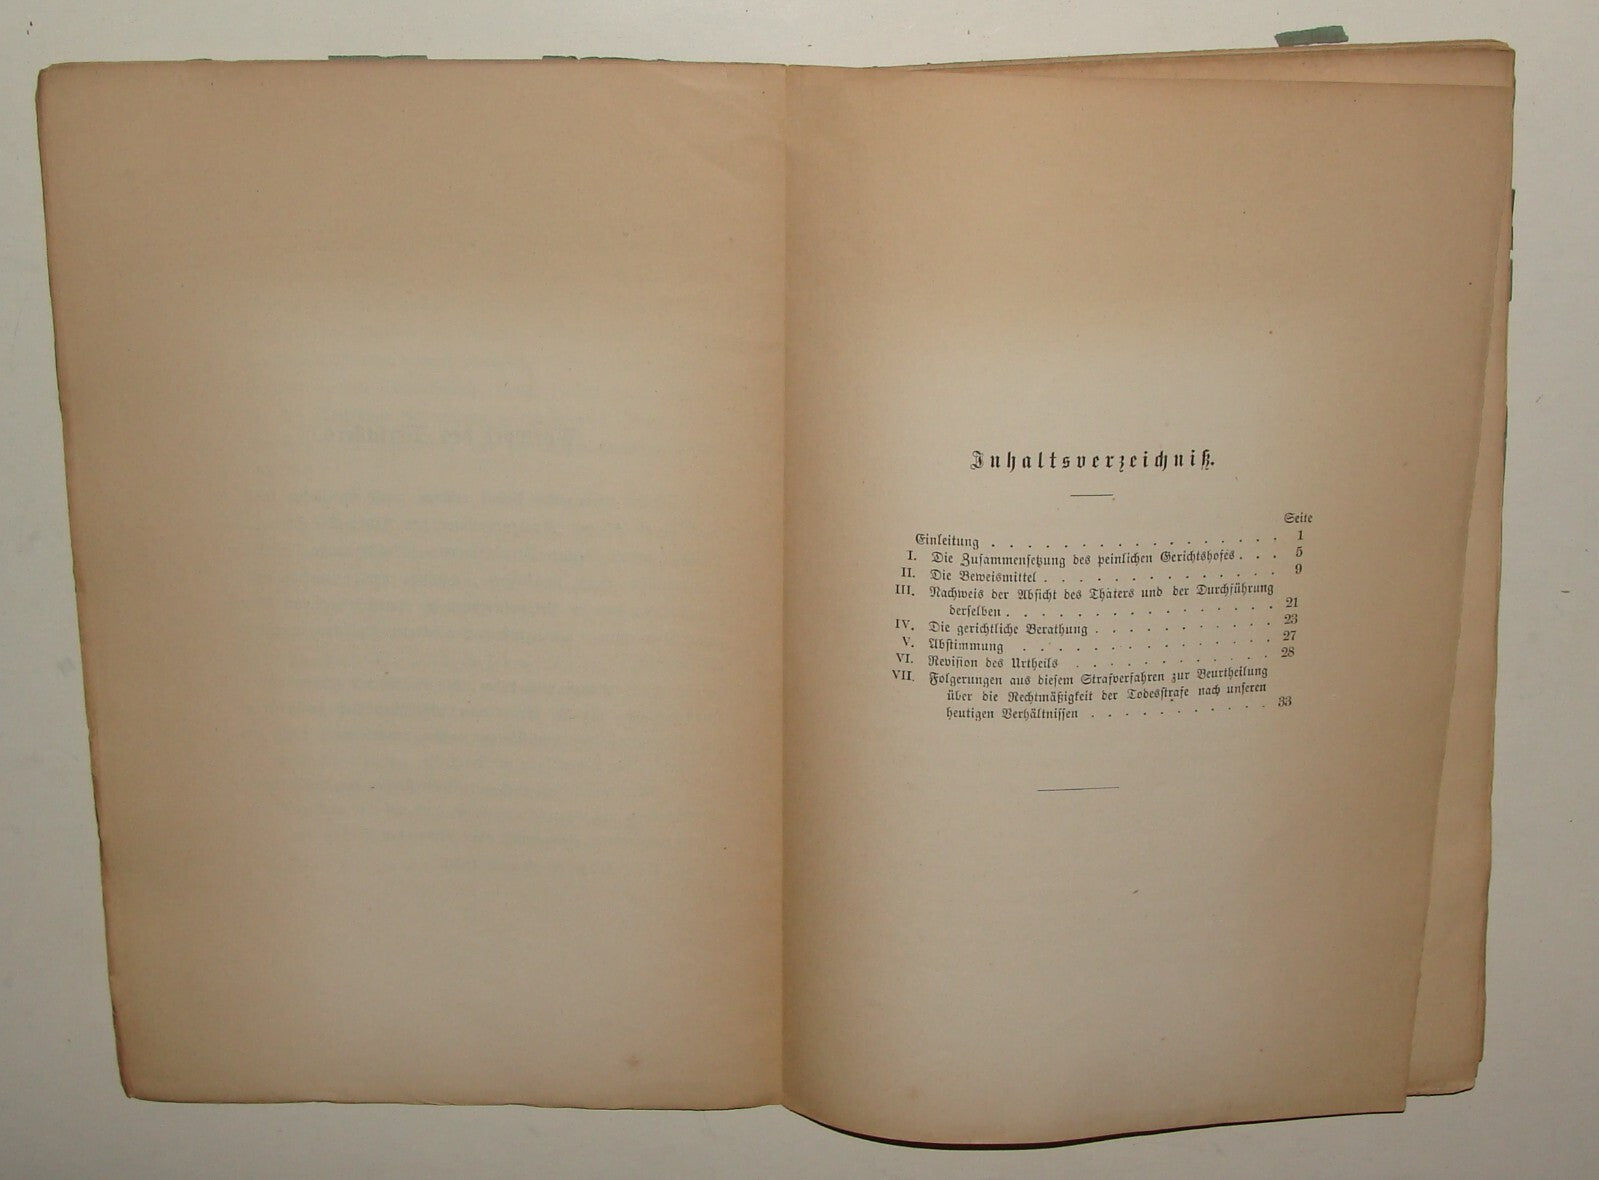 Inhaltsverzeichniß.
Seite
Einleitung . . . . . . . . . . . . . . . . . 1
I. Die Zusammensetzung des peinlichen Gerichtshofes . . . 5
II. Die Beweismittel . . . . . . . . . . . . . . 9
III. Nachweis der Absicht des Thäters und der Durchführung
derselben . . . . . . . . . . . . . . . . 21
IV. Die gerichtliche Berathung . . . . . . . . . . . 23
V. Abstimmung . . . . . . . . . . . . . . . 27
VI. Revision des Urtheils . . . . . . . . . . . . 28
VII. Folgerungen aus diesem Strafverfahren zur Beurtheilung
über die Rechtmäßigkeit der Todesstrafe nach unseren
heutigen Verhältnissen . . . . . . . . . . . 33